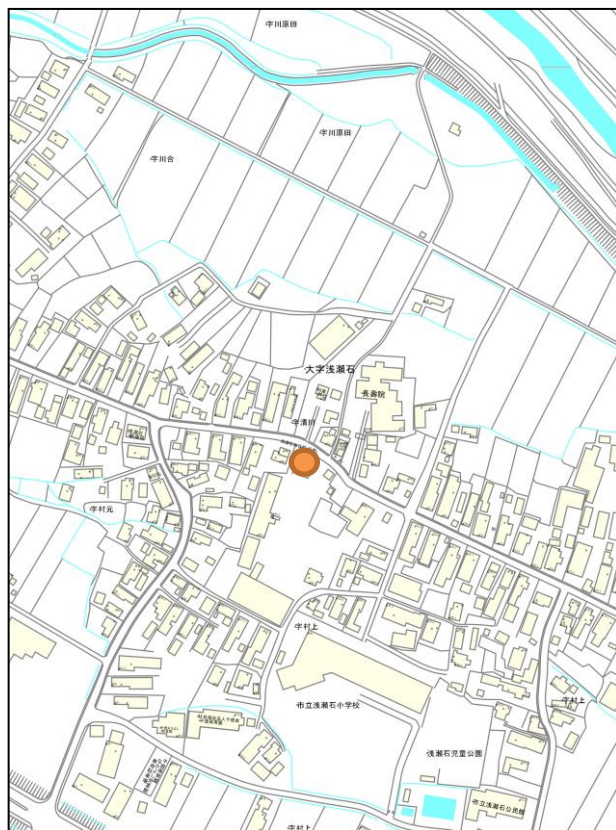 字川原田
字川原田
字川合
大字浅瀬石
長壽院
字清川
字村元
字村上
市立浅瀬石小学校
字村上
浅瀬石児童公園
市立浅瀬石公民館
字村上